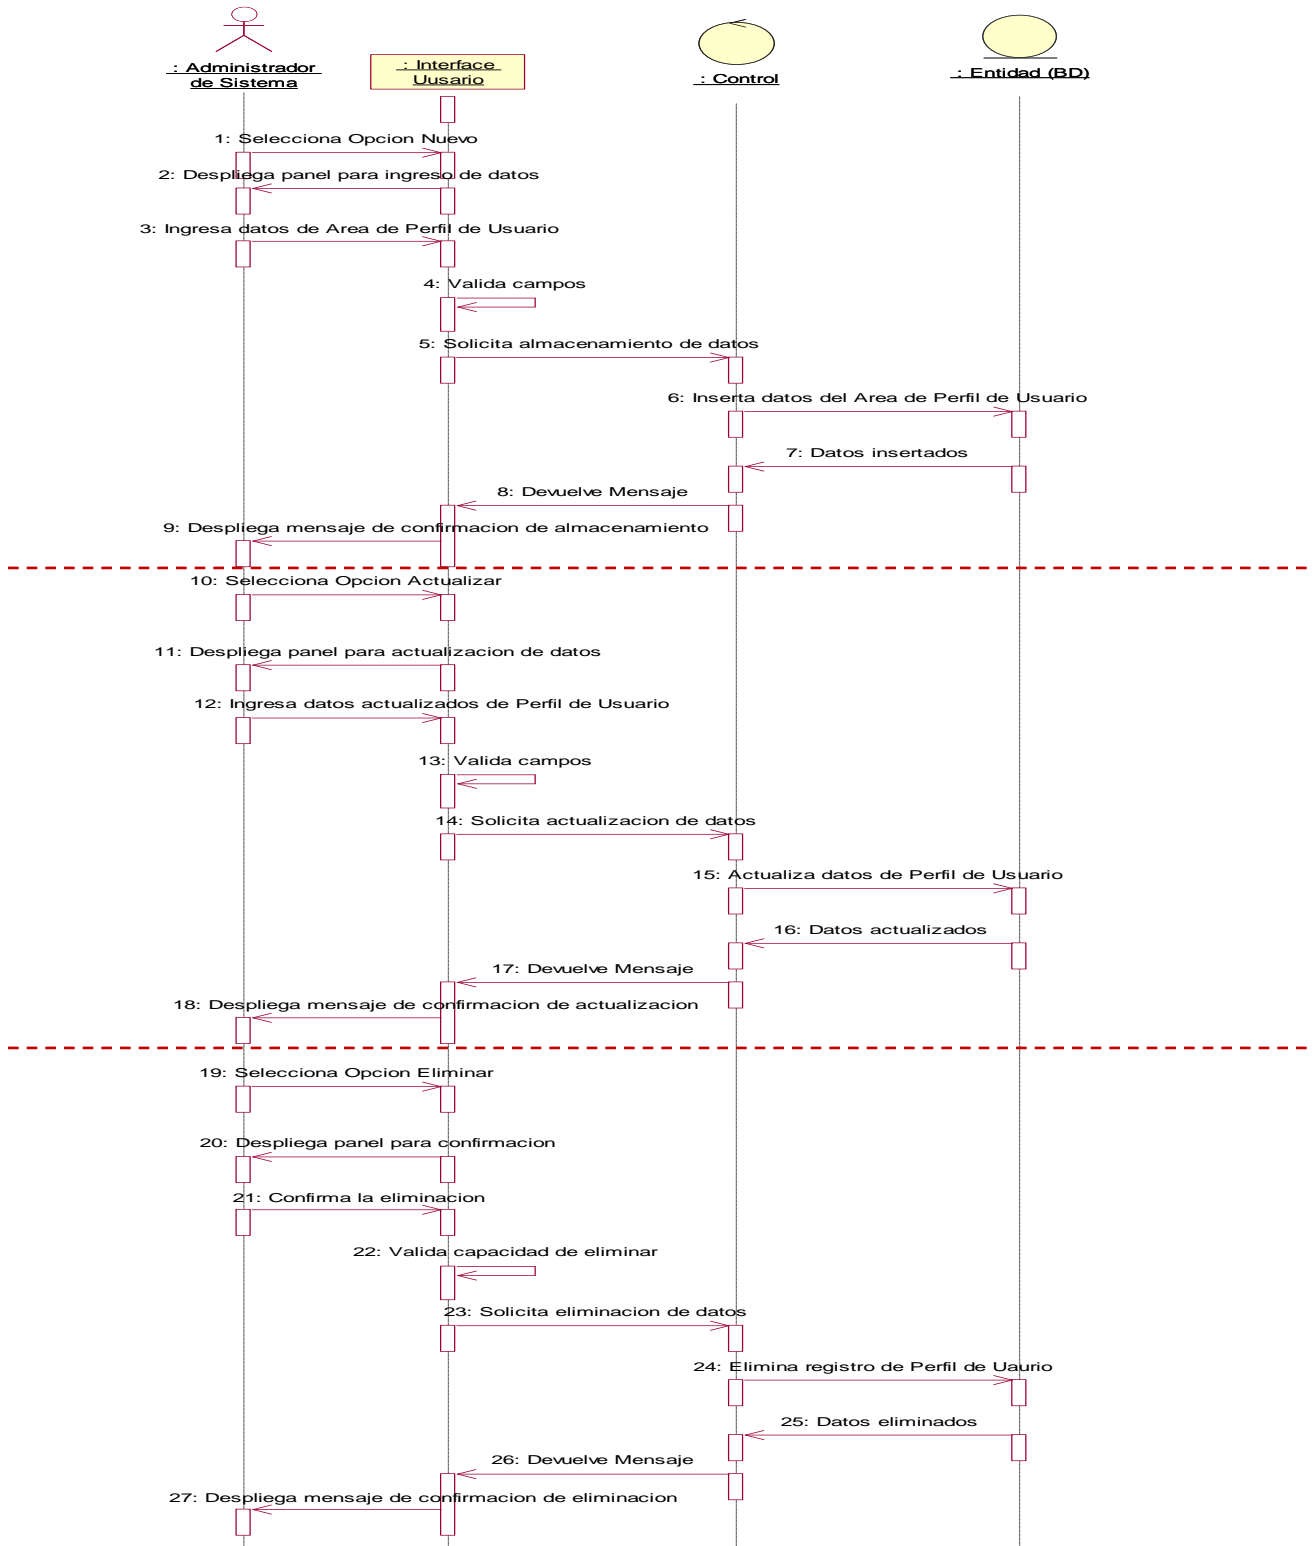 : Administrador
de Sistema
: Interface
Uusario
: Control
: Entidad (BD)
1: Selecciona Opcion Nuevo
2: Despliega panel para ingreso de datos
3: Ingresa datos de Area de Perfil de Usuario
4: Valida campos
5: Solicita almacenamiento de datos
6: Inserta datos del Area de Perfil de Usuario
7: Datos insertados
8: Devuelve Mensaje
9: Despliega mensaje de confirmacion de almacenamiento
10: Selecciona Opcion Actualizar
11: Despliega panel para actualizacion de datos
12: Ingresa datos actualizados de Perfil de Usuario
13: Valida campos
14: Solicita actualizacion de datos
15: Actualiza datos de Perfil de Usuario
16: Datos actualizados
17: Devuelve Mensaje
18: Despliega mensaje de confirmacion de actualizacion
19: Selecciona Opcion Eliminar
20: Despliega panel para confirmacion
21: Confirma la eliminacion
22: Valida capacidad de eliminar
23: Solicita eliminacion de datos
24: Elimina registro de Perfil de Uaurio
25: Datos eliminados
26: Devuelve Mensaje
27: Despliega mensaje de confirmacion de eliminacion